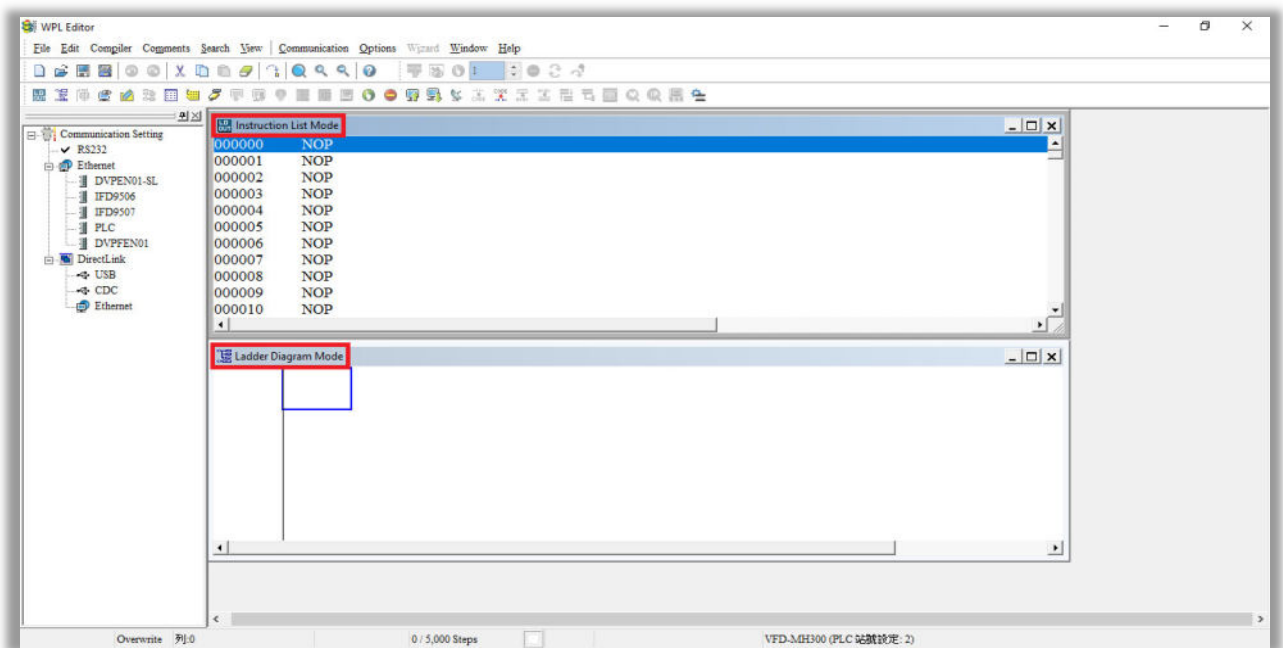 WPL Editor
File Edit Compiler Comments Search View Communication Options Wizard Window Help
1
Communication Setting
RS232
Ethernet
DVPEN01-SL
IFD9506
IFD9507
PLC
DVPFEN01
DirectLink
USB
CDC
Ethernet
Instruction List Mode
000000 NOP
000001 NOP
000002 NOP
000003 NOP
000004 NOP
000005 NOP
000006 NOP
000007 NOP
000008 NOP
000009 NOP
000010 NOP
Ladder Diagram Mode
Overwrite 列:0 0 / 5,000 Steps VFD-MH300 (PLC 站號設定: 2)